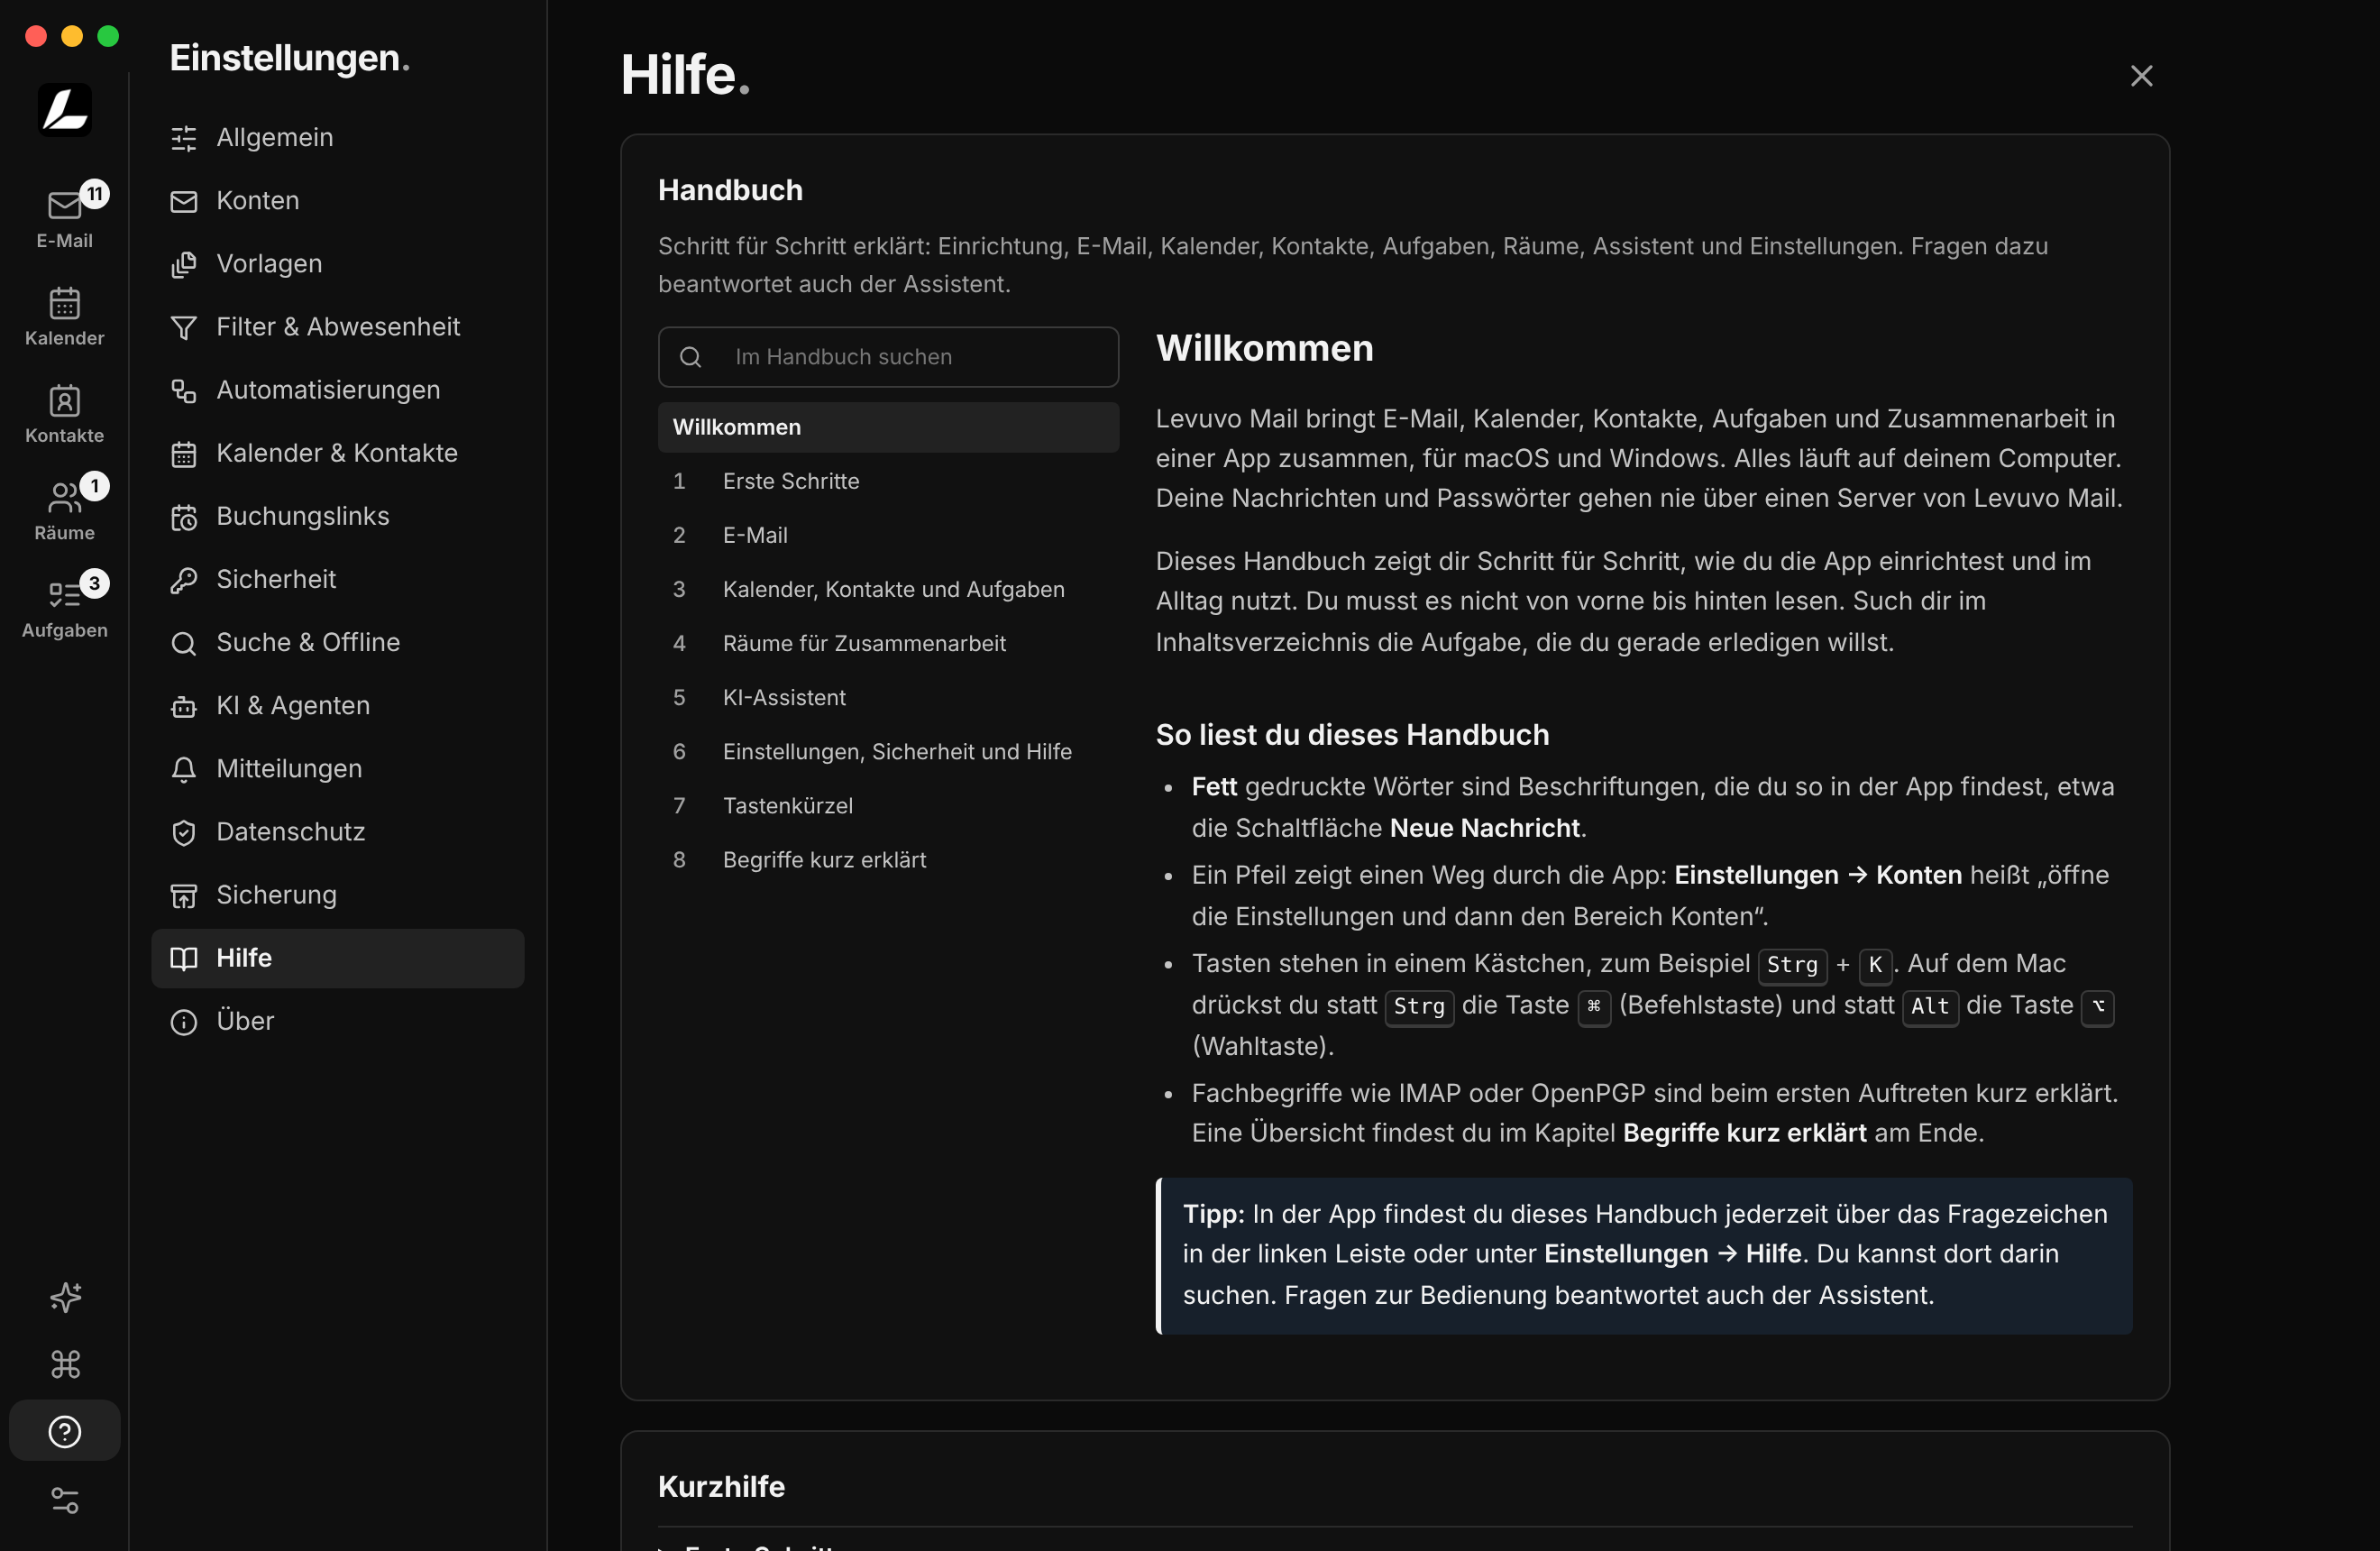 Einstellungen.
Allgemein
Konten
Vorlagen
Filter & Abwesenheit
Automatisierungen
Kalender & Kontakte
Buchungslinks
Sicherheit
Suche & Offline
KI & Agenten
Mitteilungen
Datenschutz
Sicherung
Hilfe
Über
11
E-Mail
Kalender
Kontakte
1
Räume
3
Aufgaben
Hilfe.
Handbuch
Schritt für Schritt erklärt: Einrichtung, E-Mail, Kalender, Kontakte, Aufgaben, Räume, Assistent und Einstellungen. Fragen dazu
beantwortet auch der Assistent.
Im Handbuch suchen
Willkommen
1 Erste Schritte
2 E-Mail
3 Kalender, Kontakte und Aufgaben
4 Räume für Zusammenarbeit
5 KI-Assistent
6 Einstellungen, Sicherheit und Hilfe
7 Tastenkürzel
8 Begriffe kurz erklärt
Willkommen
Levuvo Mail bringt E-Mail, Kalender, Kontakte, Aufgaben und Zusammenarbeit in
einer App zusammen, für macOS und Windows. Alles läuft auf deinem Computer.
Deine Nachrichten und Passwörter gehen nie über einen Server von Levuvo Mail.
Dieses Handbuch zeigt dir Schritt für Schritt, wie du die App einrichtest und im
Alltag nutzt. Du musst es nicht von vorne bis hinten lesen. Such dir im
Inhaltsverzeichnis die Aufgabe, die du gerade erledigen willst.
So liest du dieses Handbuch
• Fett gedruckte Wörter sind Beschriftungen, die du so in der App findest, etwa
die Schaltfläche Neue Nachricht.
• Ein Pfeil zeigt einen Weg durch die App: Einstellungen → Konten heißt „öffne
die Einstellungen und dann den Bereich Konten“.
• Tasten stehen in einem Kästchen, zum Beispiel Strg + K. Auf dem Mac
drückst du statt Strg die Taste ⌘ (Befehlstaste) und statt Alt die Taste ⌥
(Wahltaste).
• Fachbegriffe wie IMAP oder OpenPGP sind beim ersten Auftreten kurz erklärt.
Eine Übersicht findest du im Kapitel Begriffe kurz erklärt am Ende.
Tipp: In der App findest du dieses Handbuch jederzeit über das Fragezeichen
in der linken Leiste oder unter Einstellungen → Hilfe. Du kannst dort darin
suchen. Fragen zur Bedienung beantwortet auch der Assistent.
Kurzhilfe